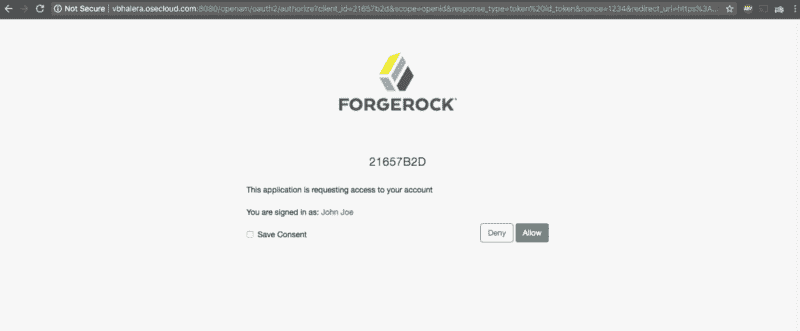 Not Secure | vbhalera.osecloud.com:8080/openam/oauth2/authorize?client_id=21657b2d&scope=openid&response_type=token%20id_token&nonce=1234&redirect_uri=https%3A...
FORGEROCK
21657B2D
This application is requesting access to your account
You are signed in as: John Joe
Save Consent
Deny
Allow